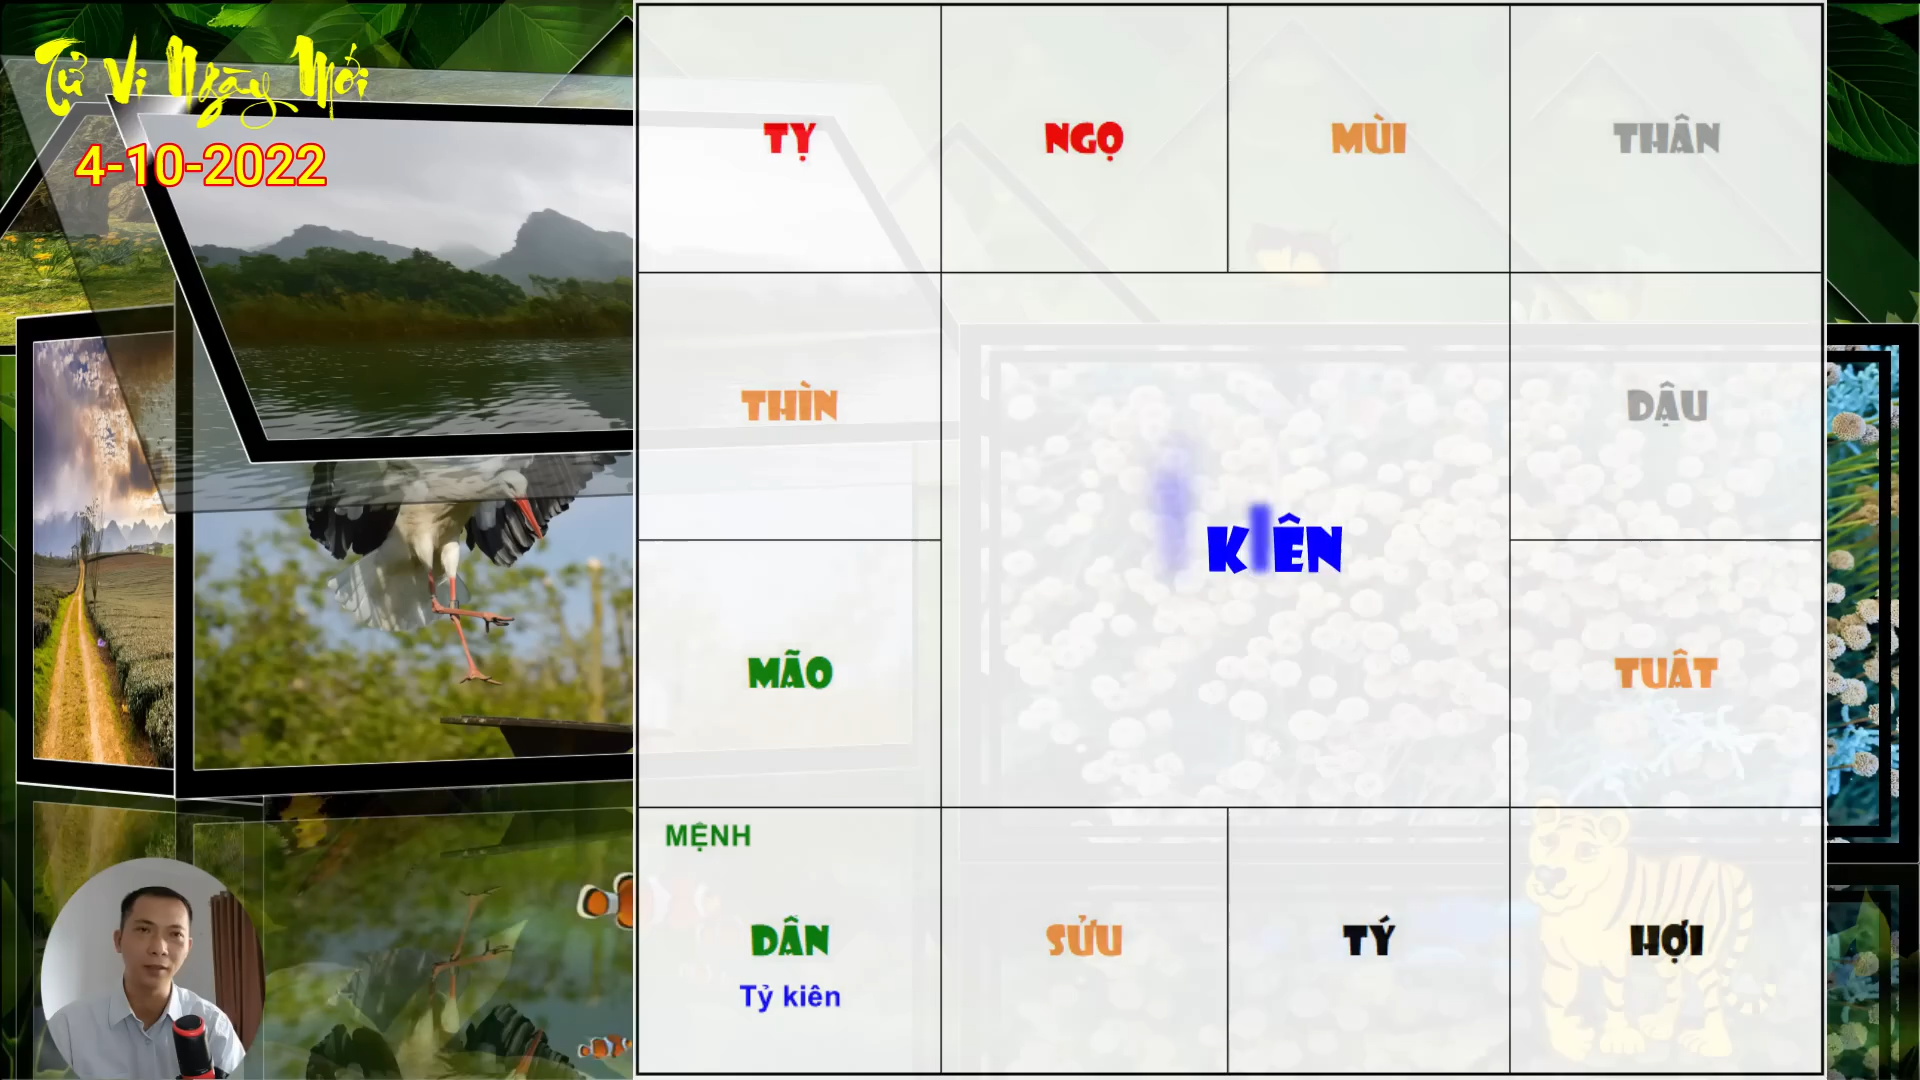 Tử Vi Ngày Mới
4-10-2022
TỴ
NGỌ
MÙI
THÂN
THÌN
DẬU
KIÊN
MÃO
TUẤT
MỆNH
DẦN
Tỷ kiên
SỬU
TÝ
HỢI